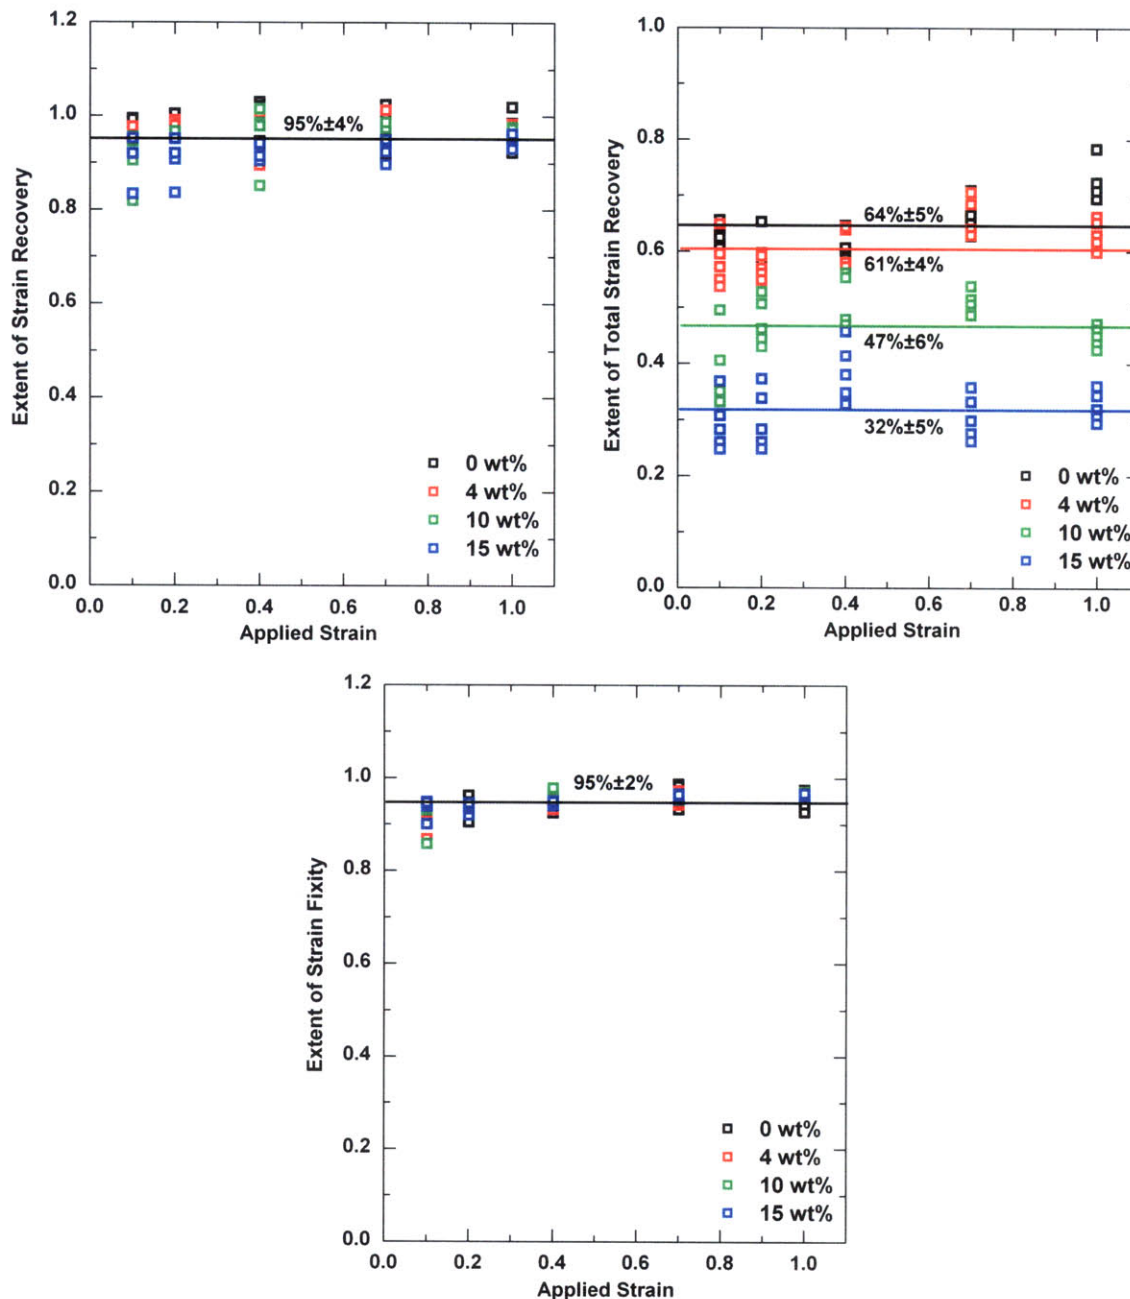 1.2
1.0
0.8
0.6
0.4
0.2
0.0
Extent of Strain Recovery
95%±4%
0 wt%
4 wt%
10 wt%
15 wt%
0.0 0.2 0.4 0.6 0.8 1.0
Applied Strain
1.0
0.8
0.6
0.4
0.2
0.0
Extent of Total Strain Recovery
64%±5%
61%±4%
47%±6%
32%±5%
0 wt%
4 wt%
10 wt%
15 wt%
0.0 0.2 0.4 0.6 0.8 1.0
Applied Strain
1.2
1.0
0.8
0.6
0.4
0.2
0.0
Extent of Strain Fixity
95%±2%
0 wt%
4 wt%
10 wt%
15 wt%
0.0 0.2 0.4 0.6 0.8 1.0
Applied Strain